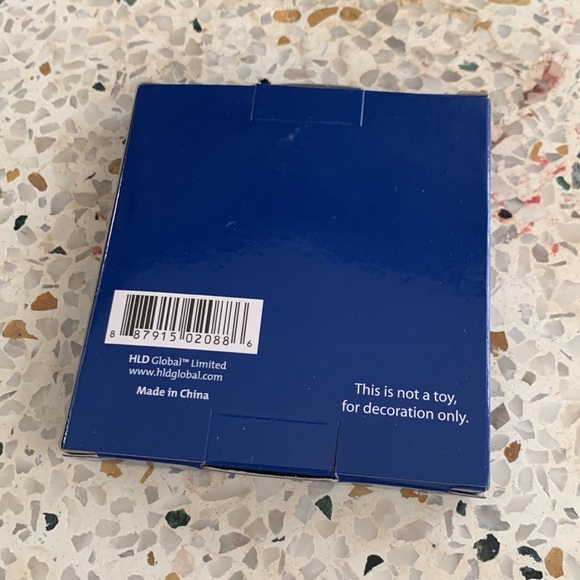 8 87915 02088 6
HLD Global™ Limited
www.hldglobal.com
Made in China
This is not a toy,
for decoration only.